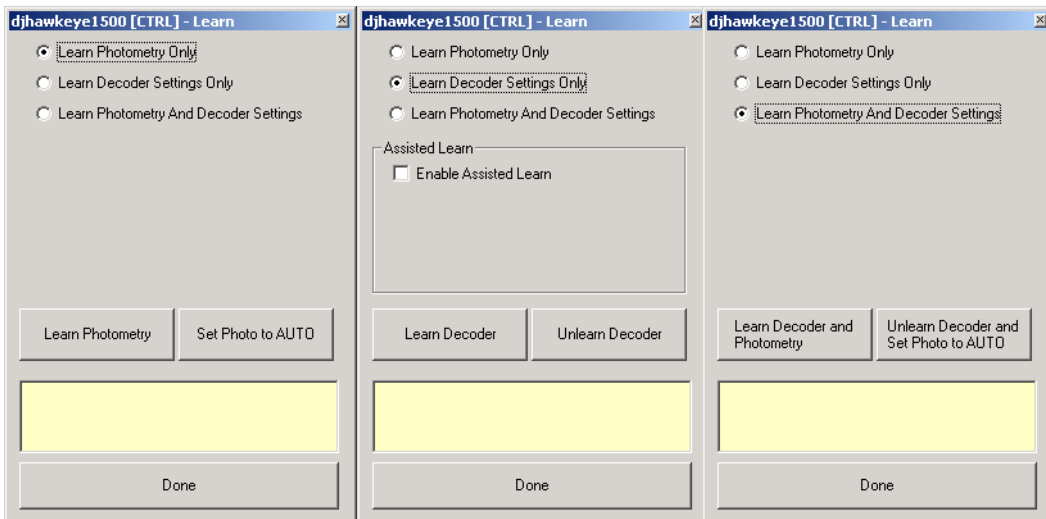 djhawkeye1500 [CTRL] - Learn
Learn Photometry Only
Learn Decoder Settings Only
Learn Photometry And Decoder Settings
Learn Photometry
Set Photo to AUTO
Done
djhawkeye1500 [CTRL] - Learn
Learn Photometry Only
Learn Decoder Settings Only
Learn Photometry And Decoder Settings
Assisted Learn
Enable Assisted Learn
Learn Decoder
Unlearn Decoder
Done
djhawkeye1500 [CTRL] - Learn
Learn Photometry Only
Learn Decoder Settings Only
Learn Photometry And Decoder Settings
Learn Decoder and
Photometry
Unlearn Decoder and
Set Photo to AUTO
Done